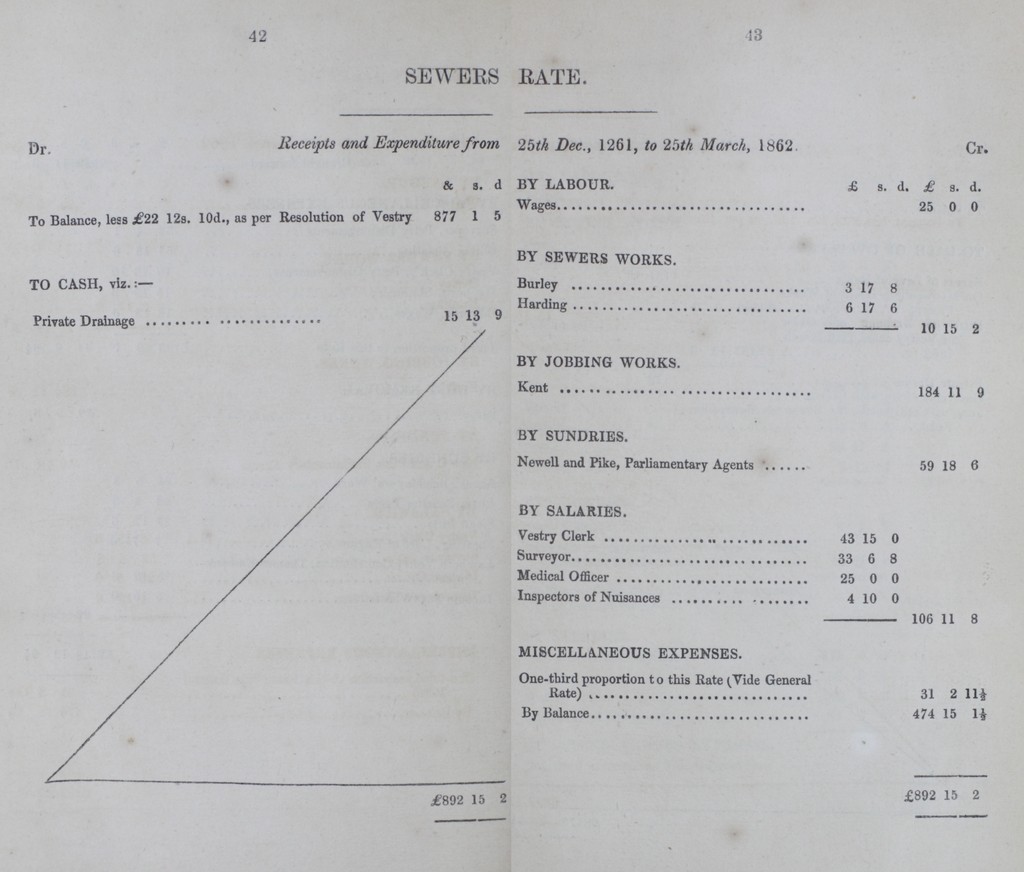 42
43
SEWERS RATE.
Dr. Receipts and Expenditure from 25th Dec., 1261, to 25th March, 1862. Cr.
& s. d
To Balance, less £22 12s. 10d., as per Resolution of Vestry 877 1 5
TO CASH, viz.:—
Private Drainage ......... .................. 15 13 9
£892 15 2
BY LABOUR. £ s. d. £ s. d.
Wages.................................. 25 0 0
BY SEWERS WORKS.
Burley ................................ 3 17 8
Harding ................................ 6 17 6
10 15 2
BY JOBBING WORKS.
Kent ................ .................. 184 11 9
BY SUNDRIES.
Newell and Pike, Parliamentary Agents ...... 59 18 6
BY SALARIES.
Vestry Clerk ............... ............ 43 15 0
Surveyor................................ 33 6 8
Medical Officer ......................... 25 0 0
Inspectors of Nuisances .......... ........ 4 10 0
106 11 8
MISCELLANEOUS EXPENSES.
One-third proportion to this Rate (Vide General
Rate) .............................. 31 2 11½
By Balance.............................. 474 15 1½
£892 15 2